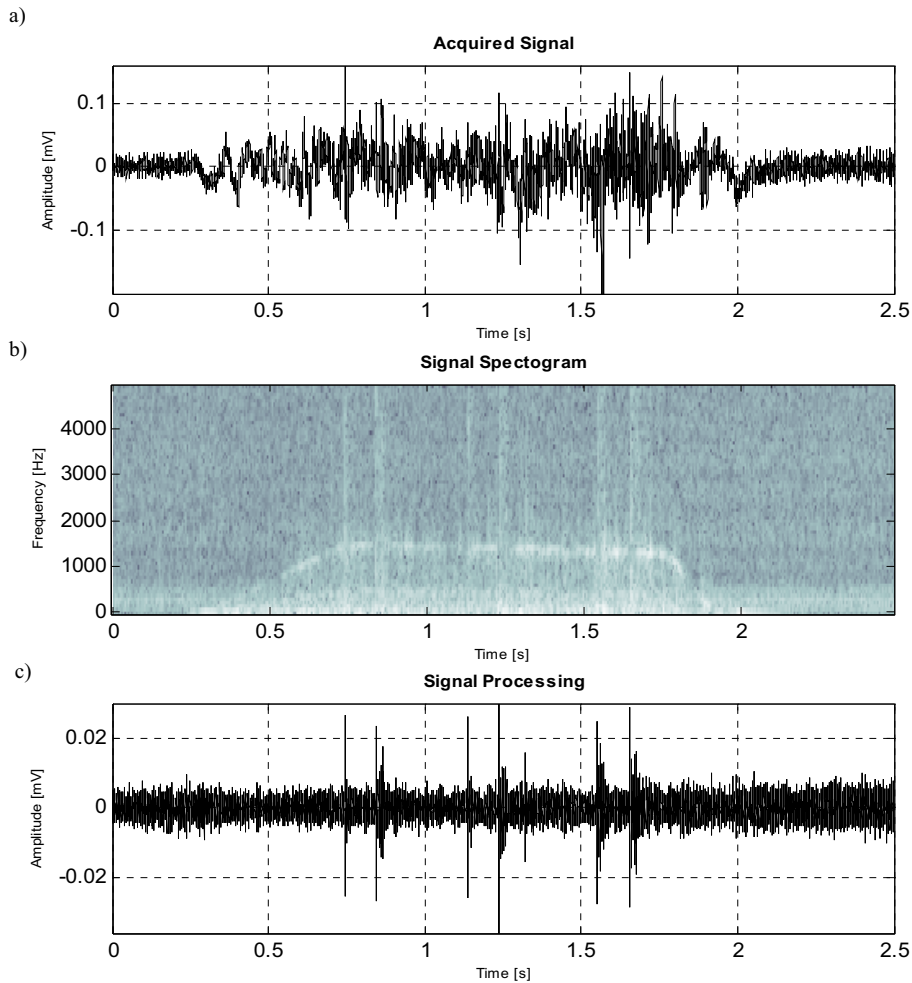 a)
Acquired Signal
Amplitude [mV]
0.1
0
-0.1
0 0.5 1 1.5 2 2.5
Time [s]
b)
Signal Spectogram
Frequency [Hz]
4000
3000
2000
1000
0
0 0.5 1 1.5 2
Time [s]
c)
Signal Processing
Amplitude [mV]
0.02
0
-0.02
0 0.5 1 1.5 2 2.5
Time [s]